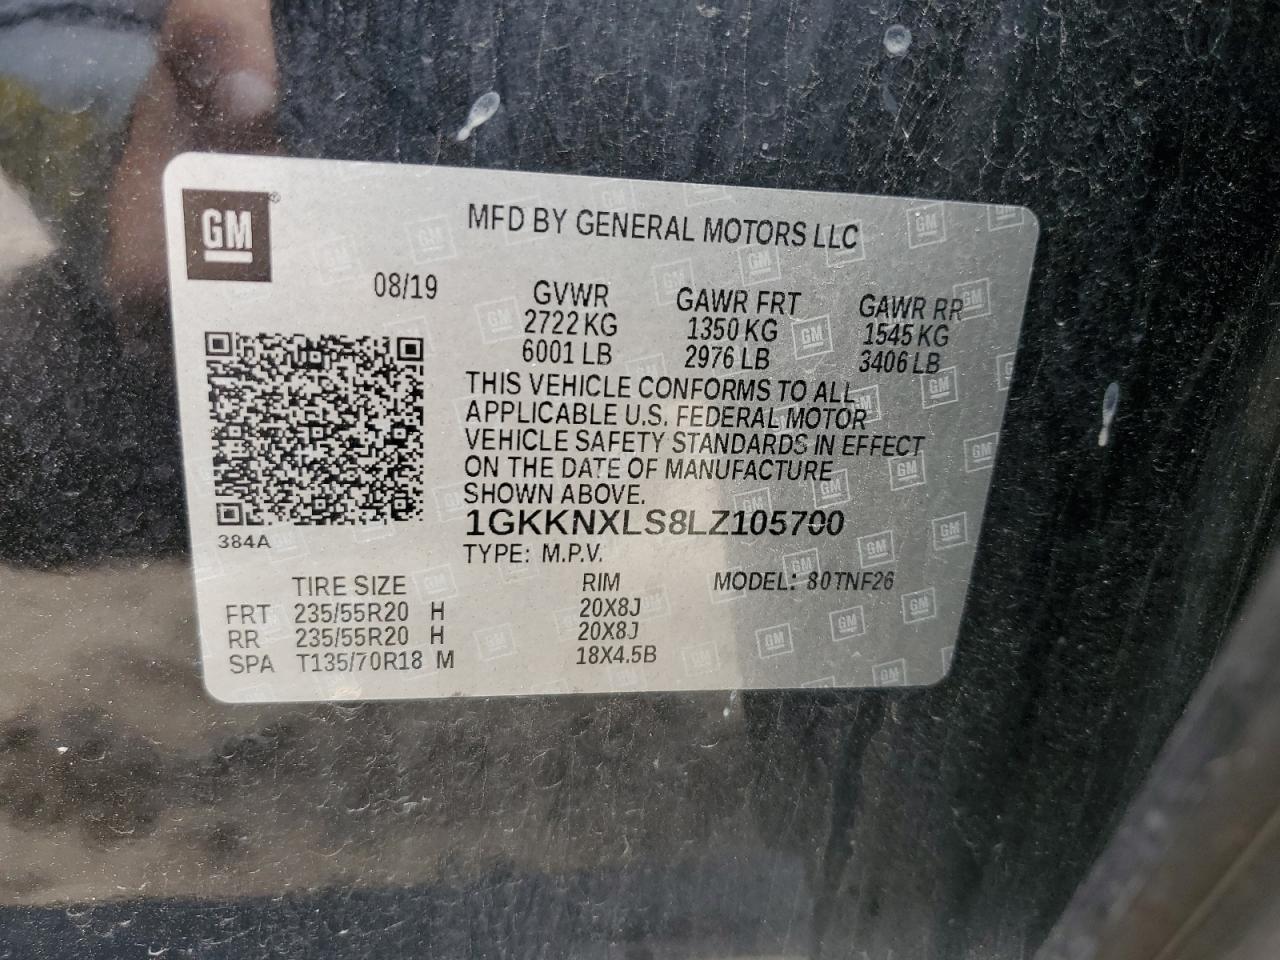 GM
MFD BY GENERAL MOTORS LLC
08/19
GVWR GAWR FRT GAWR RR
2722 KG 1350 KG 1545 KG
6001 LB 2976 LB 3406 LB
THIS VEHICLE CONFORMS TO ALL
APPLICABLE U.S. FEDERAL MOTOR
VEHICLE SAFETY STANDARDS IN EFFECT
ON THE DATE OF MANUFACTURE
SHOWN ABOVE.
1GKKNXLS8LZ105700
384A
TYPE: M.P.V.
TIRE SIZE RIM MODEL: 80TNF26
FRT 235/55R20 H 20X8J
RR 235/55R20 H 20X8J
SPA T135/70R18 M 18X4.5B